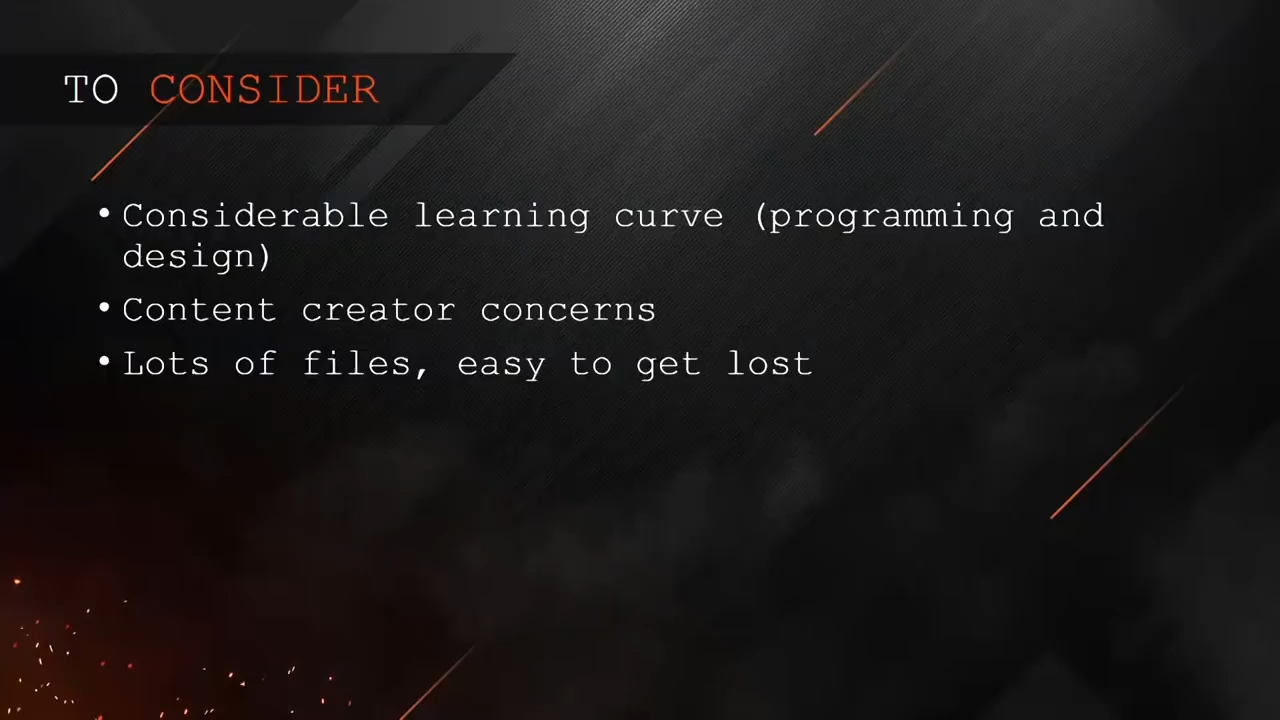 TO CONSIDER
• Considerable learning curve (programming and
design)
• Content creator concerns
• Lots of files, easy to get lost